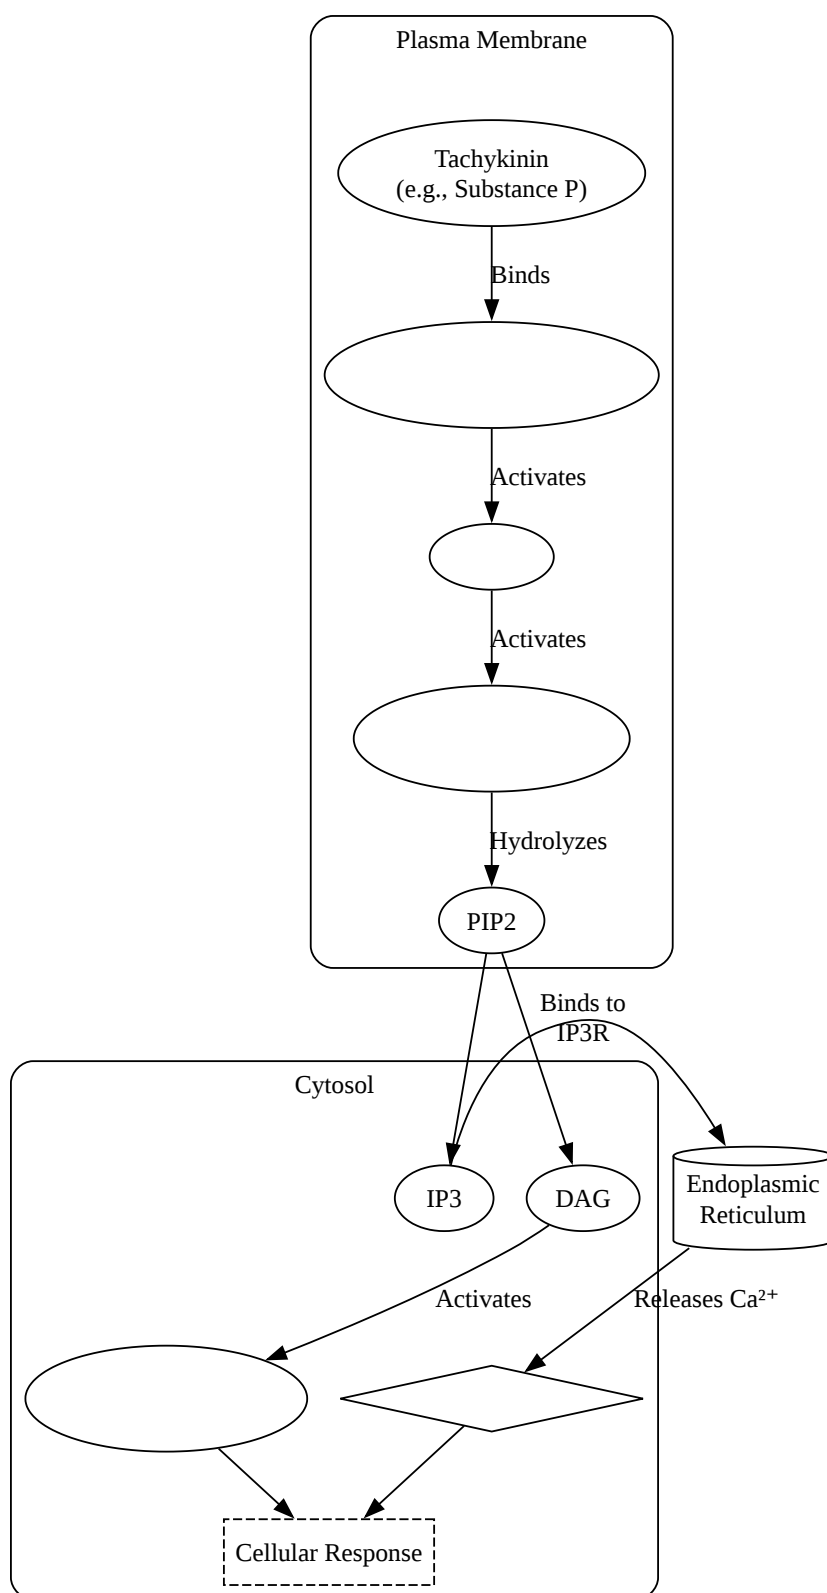 Plasma Membrane
Tachykinin
(e.g., Substance P)
Binds
Activates
Activates
Hydrolyzes
PIP2
Binds to
IP3R
Cytosol
IP3
DAG
Endoplasmic
Reticulum
Activates
Releases Ca²⁺
Cellular Response